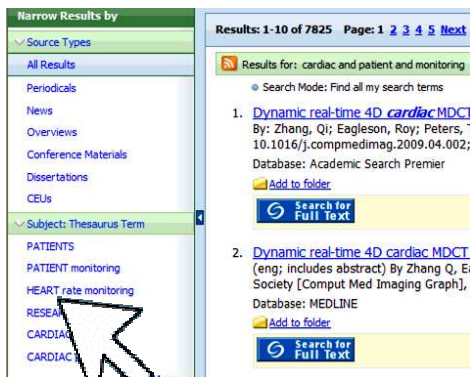 Narrow Results by
Source Types
All Results
Periodicals
News
Overviews
Conference Materials
Dissertations
CEUs
Subject: Thesaurus Term
PATIENTS
PATIENT monitoring
HEART rate monitoring
CARDIAC
Results: 1-10 of 7825 Page: 1 2 3 4 5 Next
Results for: cardiac and patient and monitoring
Search Mode: Find all my search terms
1. Dynamic real-time 4D cardiac MDCT
By: Zhang, Qi; Eagleson, Roy; Peters,
10.1016/j.compmedimag.2009.04.002;
Database: Academic Search Premier
Add to folder
Search for
Full Text
2. Dynamic real-time 4D cardiac MDCT
(eng; includes abstract) By Zhang Q,
Society [Comput Med Imaging Graph],
Database: MEDLINE
Add to folder
Search for
Full Text